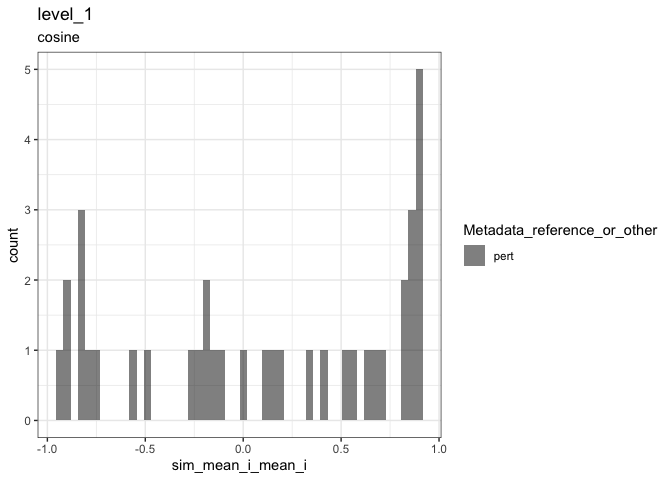 level_1
cosine
5
4
3
2
1
0
count
-1.0 -0.5 0.0 0.5 1.0
sim_mean_i_mean_i
Metadata_reference_or_other
pert